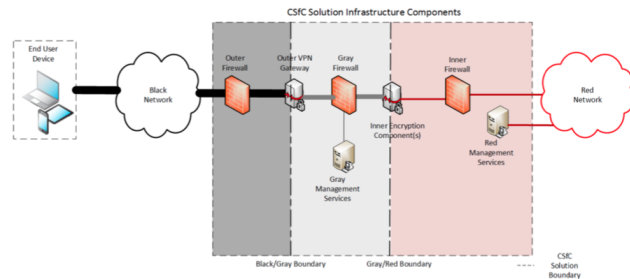 CSfC Solution Infrastructure Components
End User
Device
Black
Network
Outer
Firewall
Outer VPN
Gateway
Gray
Firewall
Gray
Management
Services
Inner Encryption
Component(s)
Inner
Firewall
Red
Management
Services
Red
Network
Black/Gray Boundary
Gray/Red Boundary
CSfC
Solution
Boundary